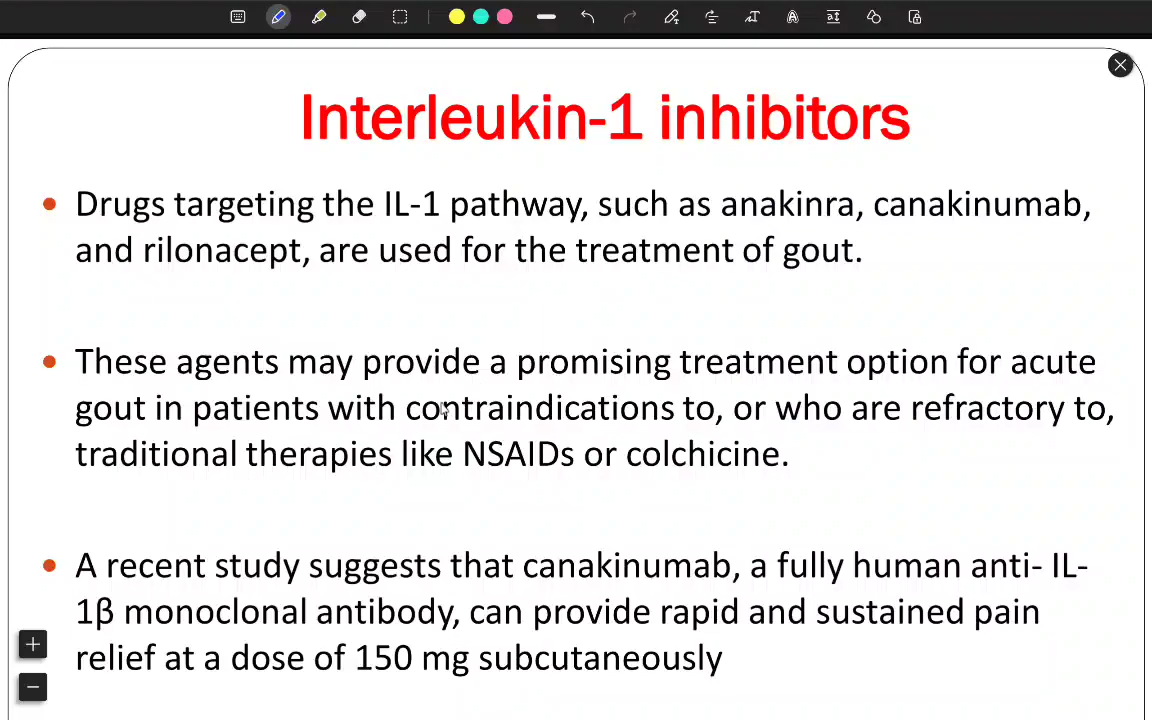 Interleukin-1 inhibitors
• Drugs targeting the IL-1 pathway, such as anakinra, canakinumab,
and rilonacept, are used for the treatment of gout.
• These agents may provide a promising treatment option for acute
gout in patients with contraindications to, or who are refractory to,
traditional therapies like NSAIDs or colchicine.
• A recent study suggests that canakinumab, a fully human anti- IL-
1β monoclonal antibody, can provide rapid and sustained pain
relief at a dose of 150 mg subcutaneously